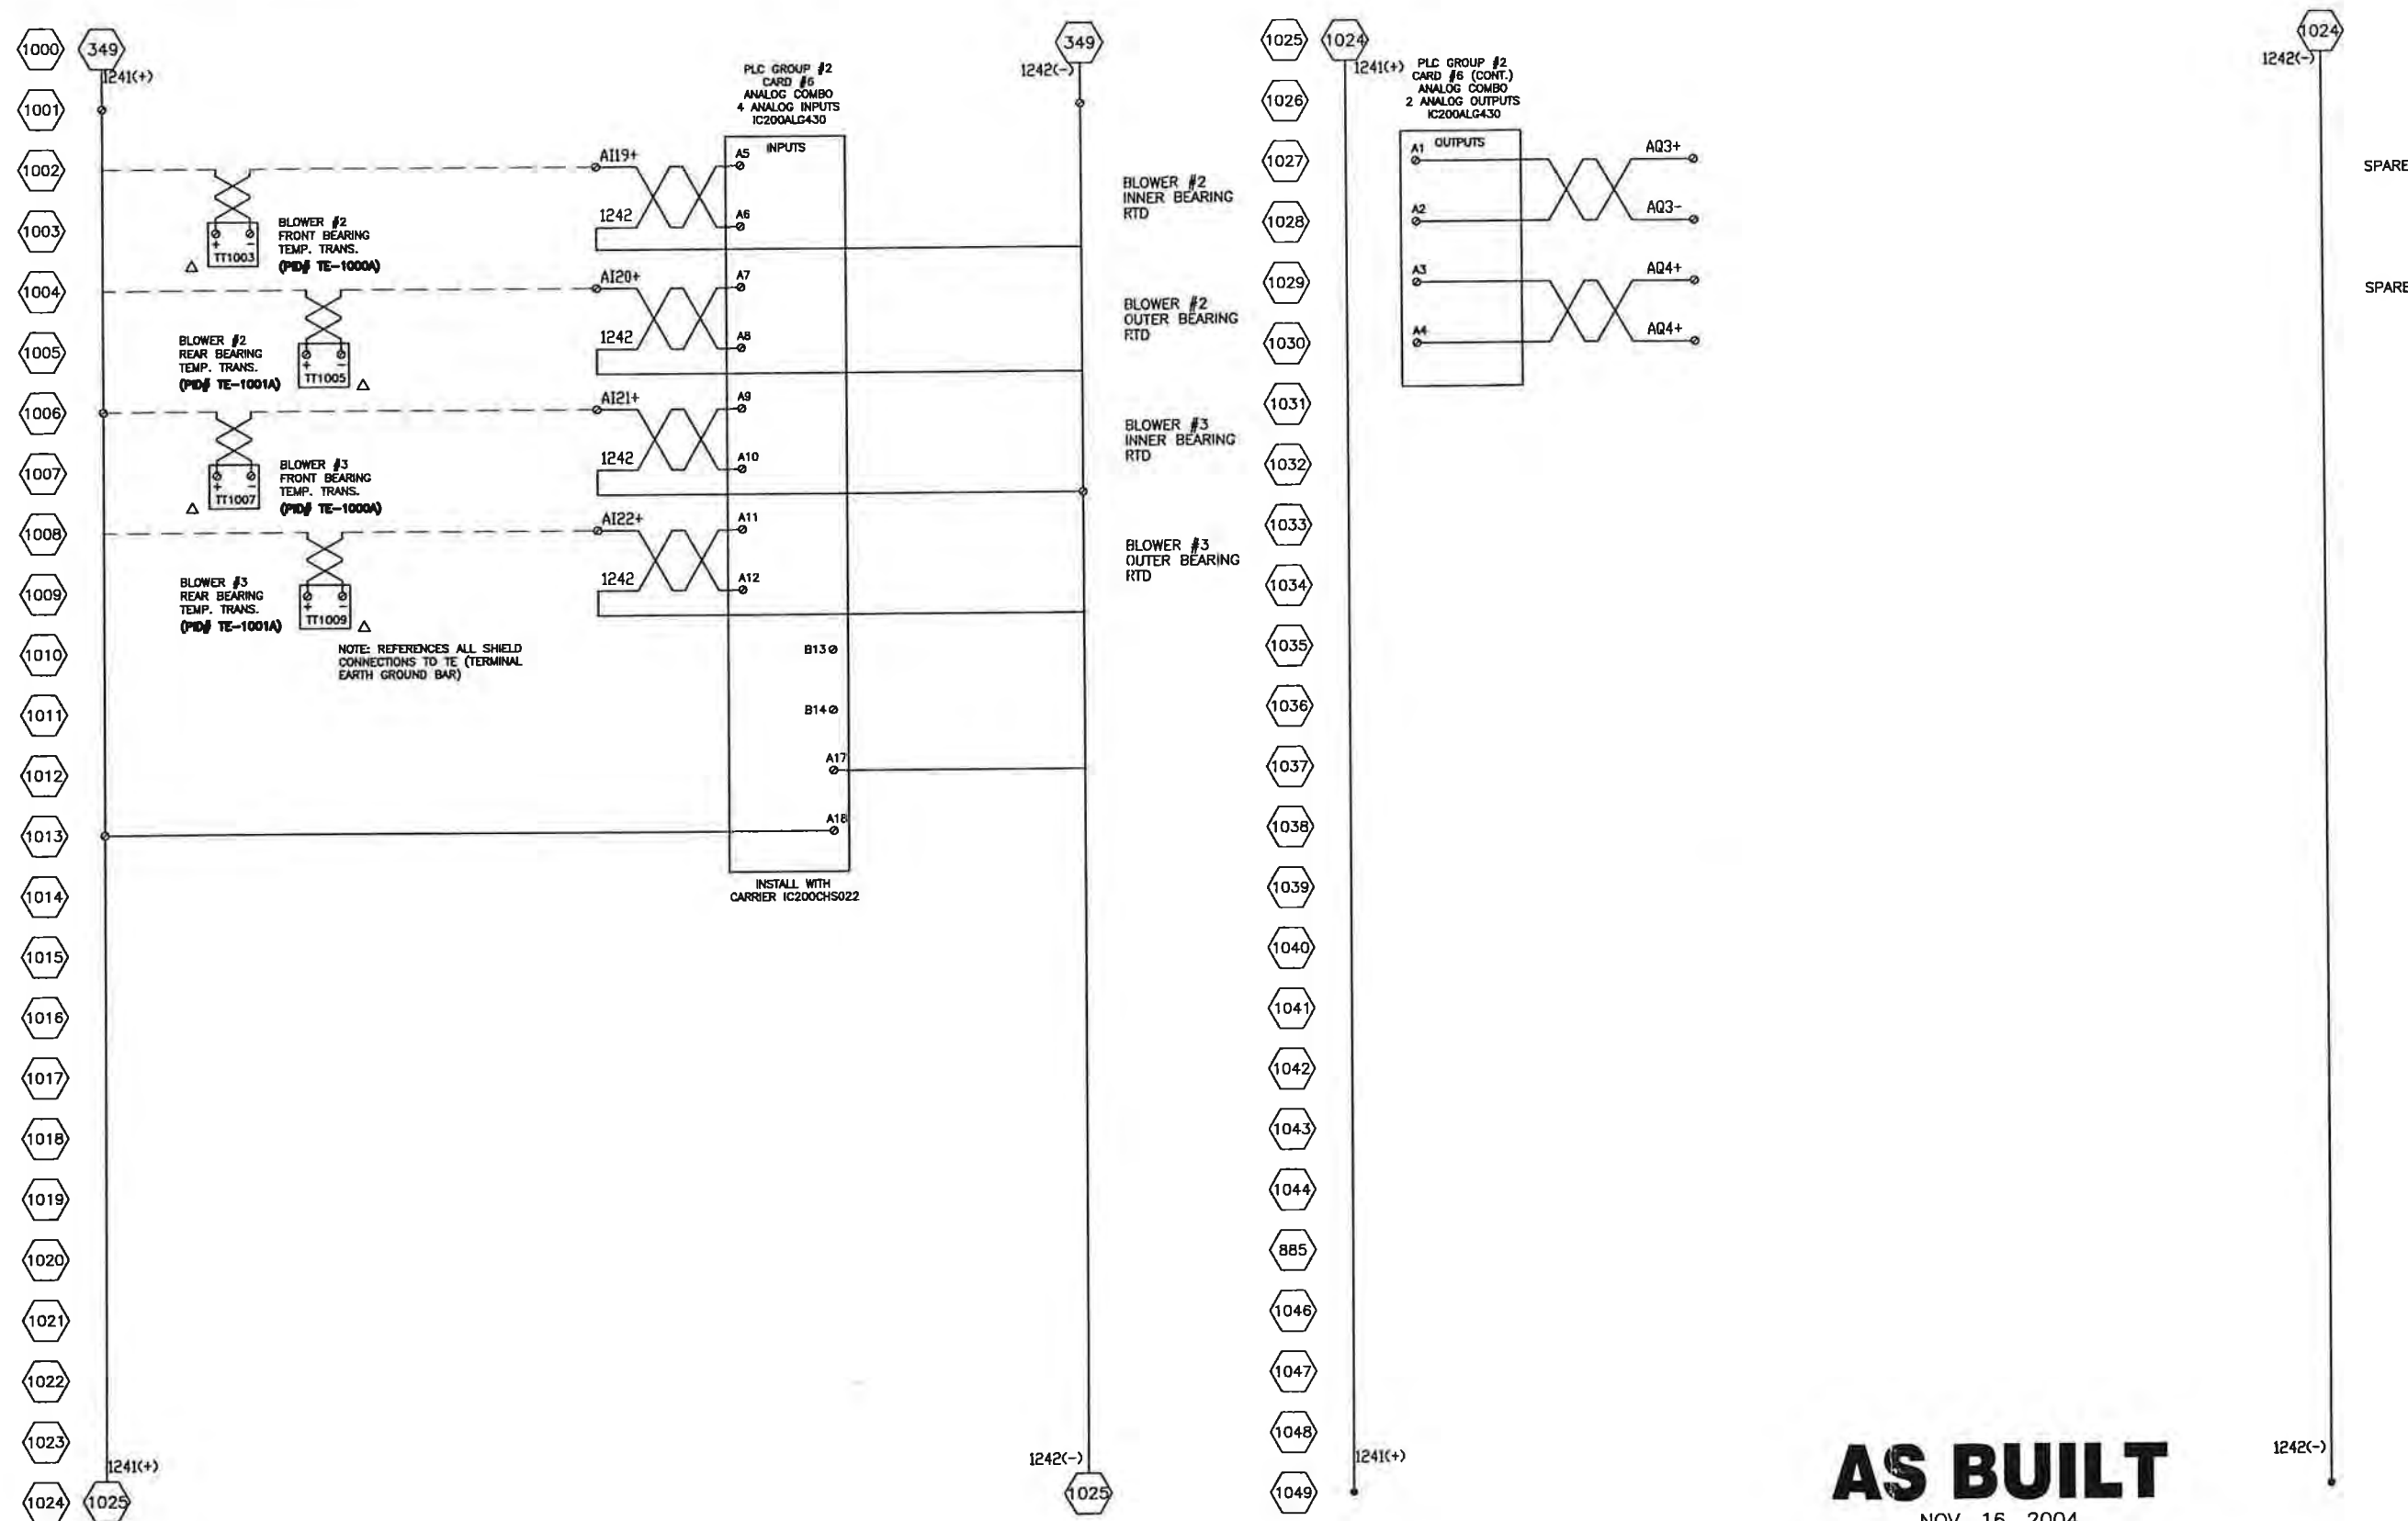 1000
349
1241(+)
1001
1002
1003
1004
1005
1006
1007
1008
1009
1010
1011
1012
1013
1014
1015
1016
1017
1018
1019
1020
1021
1022
1023
1024
1241(+)
1025
BLOWER #2
FRONT BEARING
TEMP. TRANS.
(PID# TE-1000A)
+ -
TT1003
BLOWER #2
REAR BEARING
TEMP. TRANS.
(PID# TE-1001A)
+ -
TT1005
BLOWER #3
FRONT BEARING
TEMP. TRANS.
(PID# TE-1000A)
+ -
TT1007
BLOWER #3
REAR BEARING
TEMP. TRANS.
(PID# TE-1001A)
+ -
TT1009
NOTE: REFERENCES ALL SHIELD
CONNECTIONS TO TE (TERMINAL
EARTH GROUND BAR)
AI19+
1242
AI20+
1242
AI21+
1242
AI22+
1242
PLC GROUP #2
CARD #6
ANALOG COMBO
4 ANALOG INPUTS
IC200ALG430
INPUTS
A5
A6
A7
A8
A9
A10
A11
A12
B13
B14
A17
A18
INSTALL WITH
CARRIER IC200CHS022
349
1242(-)
1242(-)
1025
BLOWER #2
INNER BEARING
RTD
BLOWER #2
OUTER BEARING
RTD
BLOWER #3
INNER BEARING
RTD
BLOWER #3
OUTER BEARING
RTD
1025
1024
1241(+)
1026
1027
1028
1029
1030
1031
1032
1033
1034
1035
1036
1037
1038
1039
1040
1041
1042
1043
1044
885
1046
1047
1048
1049
1241(+)
PLC GROUP #2
CARD #6 (CONT.)
ANALOG COMBO
2 ANALOG OUTPUTS
IC200ALG430
OUTPUTS
A1
A2
A3
A4
AQ3+
AQ3-
AQ4+
AQ4+
1024
1242(-)
SPARE
SPARE
1242(-)
AS BUILT
NOV. 16, 2004